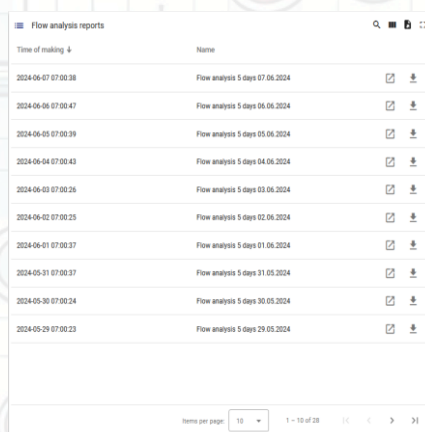 Flow analysis reports
Time of making Name
2024-06-07 07:00:38 Flow analysis 5 days 07.06.2024
2024-06-06 07:00:47 Flow analysis 5 days 06.06.2024
2024-06-05 07:00:39 Flow analysis 5 days 05.06.2024
2024-06-04 07:00:43 Flow analysis 5 days 04.06.2024
2024-06-03 07:00:26 Flow analysis 5 days 03.06.2024
2024-06-02 07:00:25 Flow analysis 5 days 02.06.2024
2024-06-01 07:00:37 Flow analysis 5 days 01.06.2024
2024-05-31 07:00:37 Flow analysis 5 days 31.05.2024
2024-05-30 07:00:24 Flow analysis 5 days 30.05.2024
2024-05-29 07:00:23 Flow analysis 5 days 29.05.2024
Items per page: 10 1 – 10 of 28